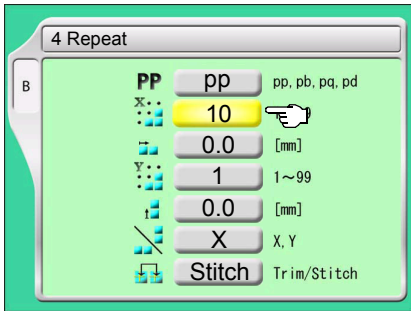 4 Repeat
B
PP pp pp, pb, pq, pd
X 10
0.0 [mm]
Y 1 1~99
0.0 [mm]
X X, Y
Stitch Trim/Stitch